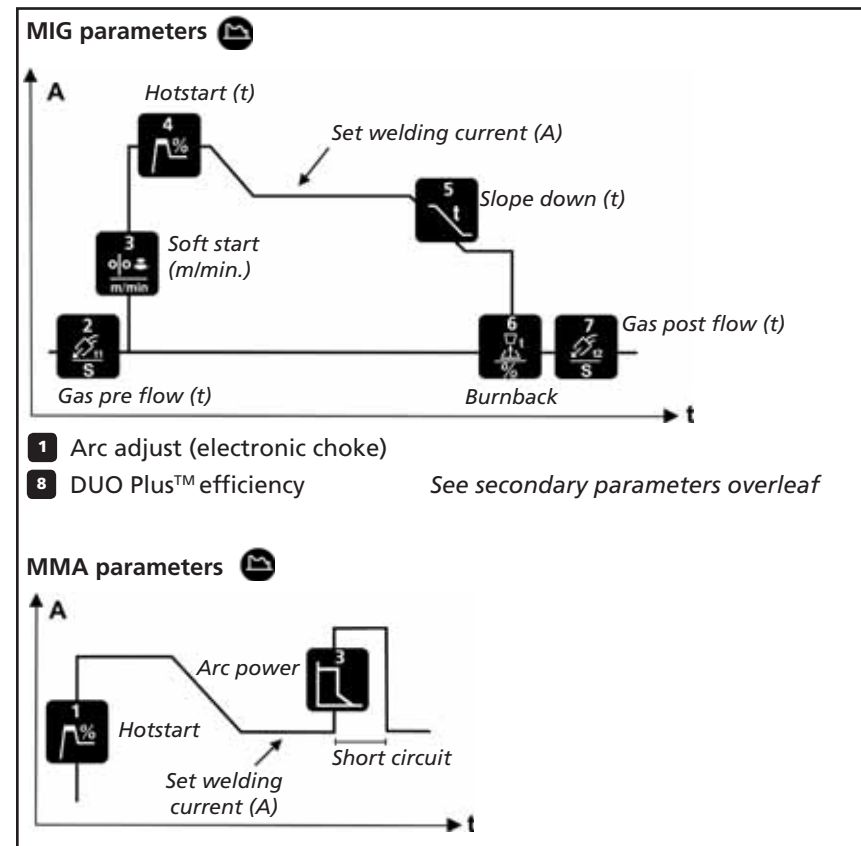 MIG parameters
A
Hotstart (t)
4
%
Set welding current (A)
5
t
Slope down (t)
3
m/min
Soft start
(m/min.)
2
t1
S
Gas pre flow (t)
6
t
%
Burnback
7
t2
S
Gas post flow (t)
t
1 Arc adjust (electronic choke)
8 DUO Plus™ efficiency See secondary parameters overleaf
MMA parameters
A
1
%
Hotstart
Arc power
3
Set welding
current (A)
Short circuit
t